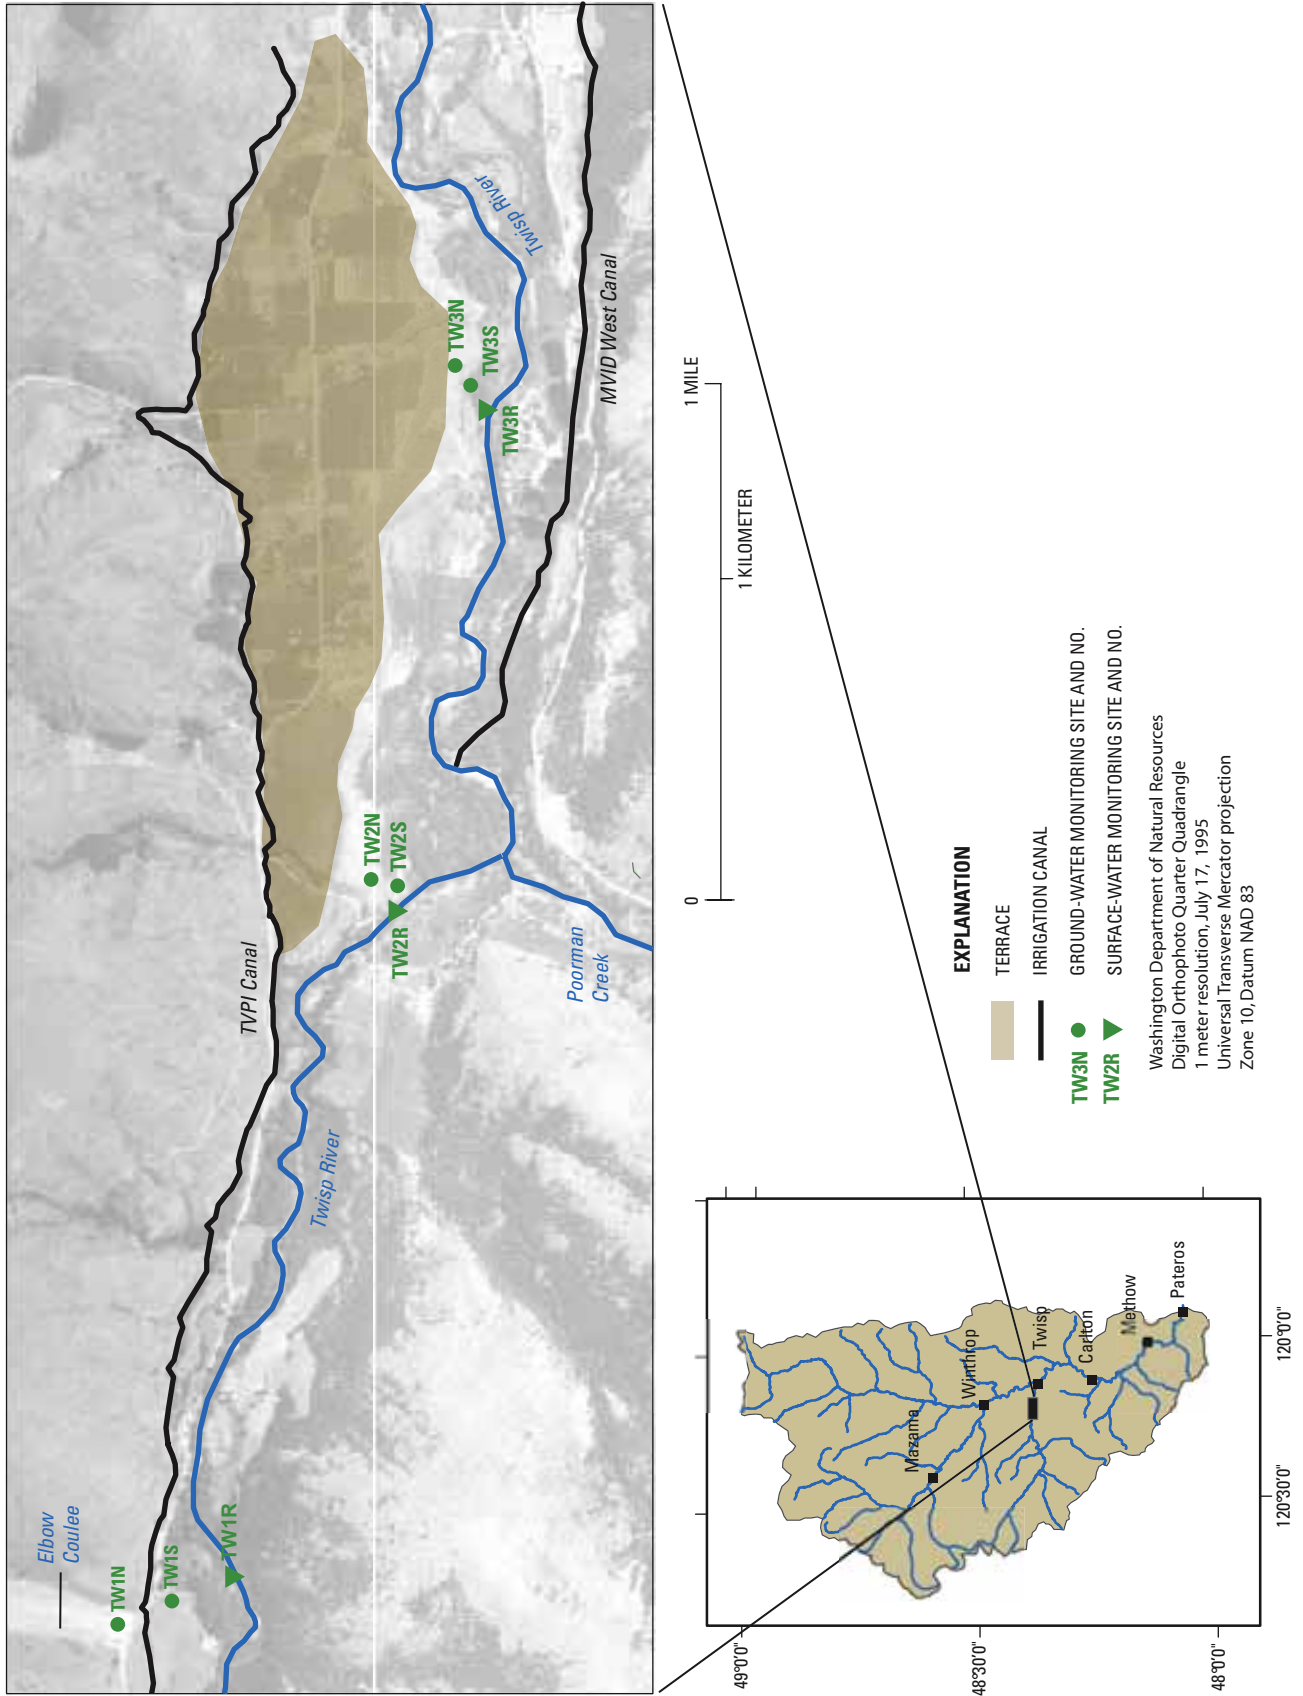 Elbow
Coulee
TW1N
TW1S
TW1R
TVPI Canal
Twisp River
TW2N
TW2S
TW2R
Poorman
Creek
TW3N
TW3S
TW3R
Twisp River
MVID West Canal
0
1 KILOMETER
1 MILE
EXPLANATION
TERRACE
IRRIGATION CANAL
TW3N GROUND-WATER MONITORING SITE AND NO.
TW2R SURFACE-WATER MONITORING SITE AND NO.
Washington Department of Natural Resources
Digital Orthophoto Quarter Quadrangle
1 meter resolution, July 17, 1995
Universal Transverse Mercator projection
Zone 10, Datum NAD 83
49°0'0"
48°30'0"
48°0'0"
120°30'0"
120°0'0"
Mazama
Winthrop
Twisp
Carlton
Methow
Pateros